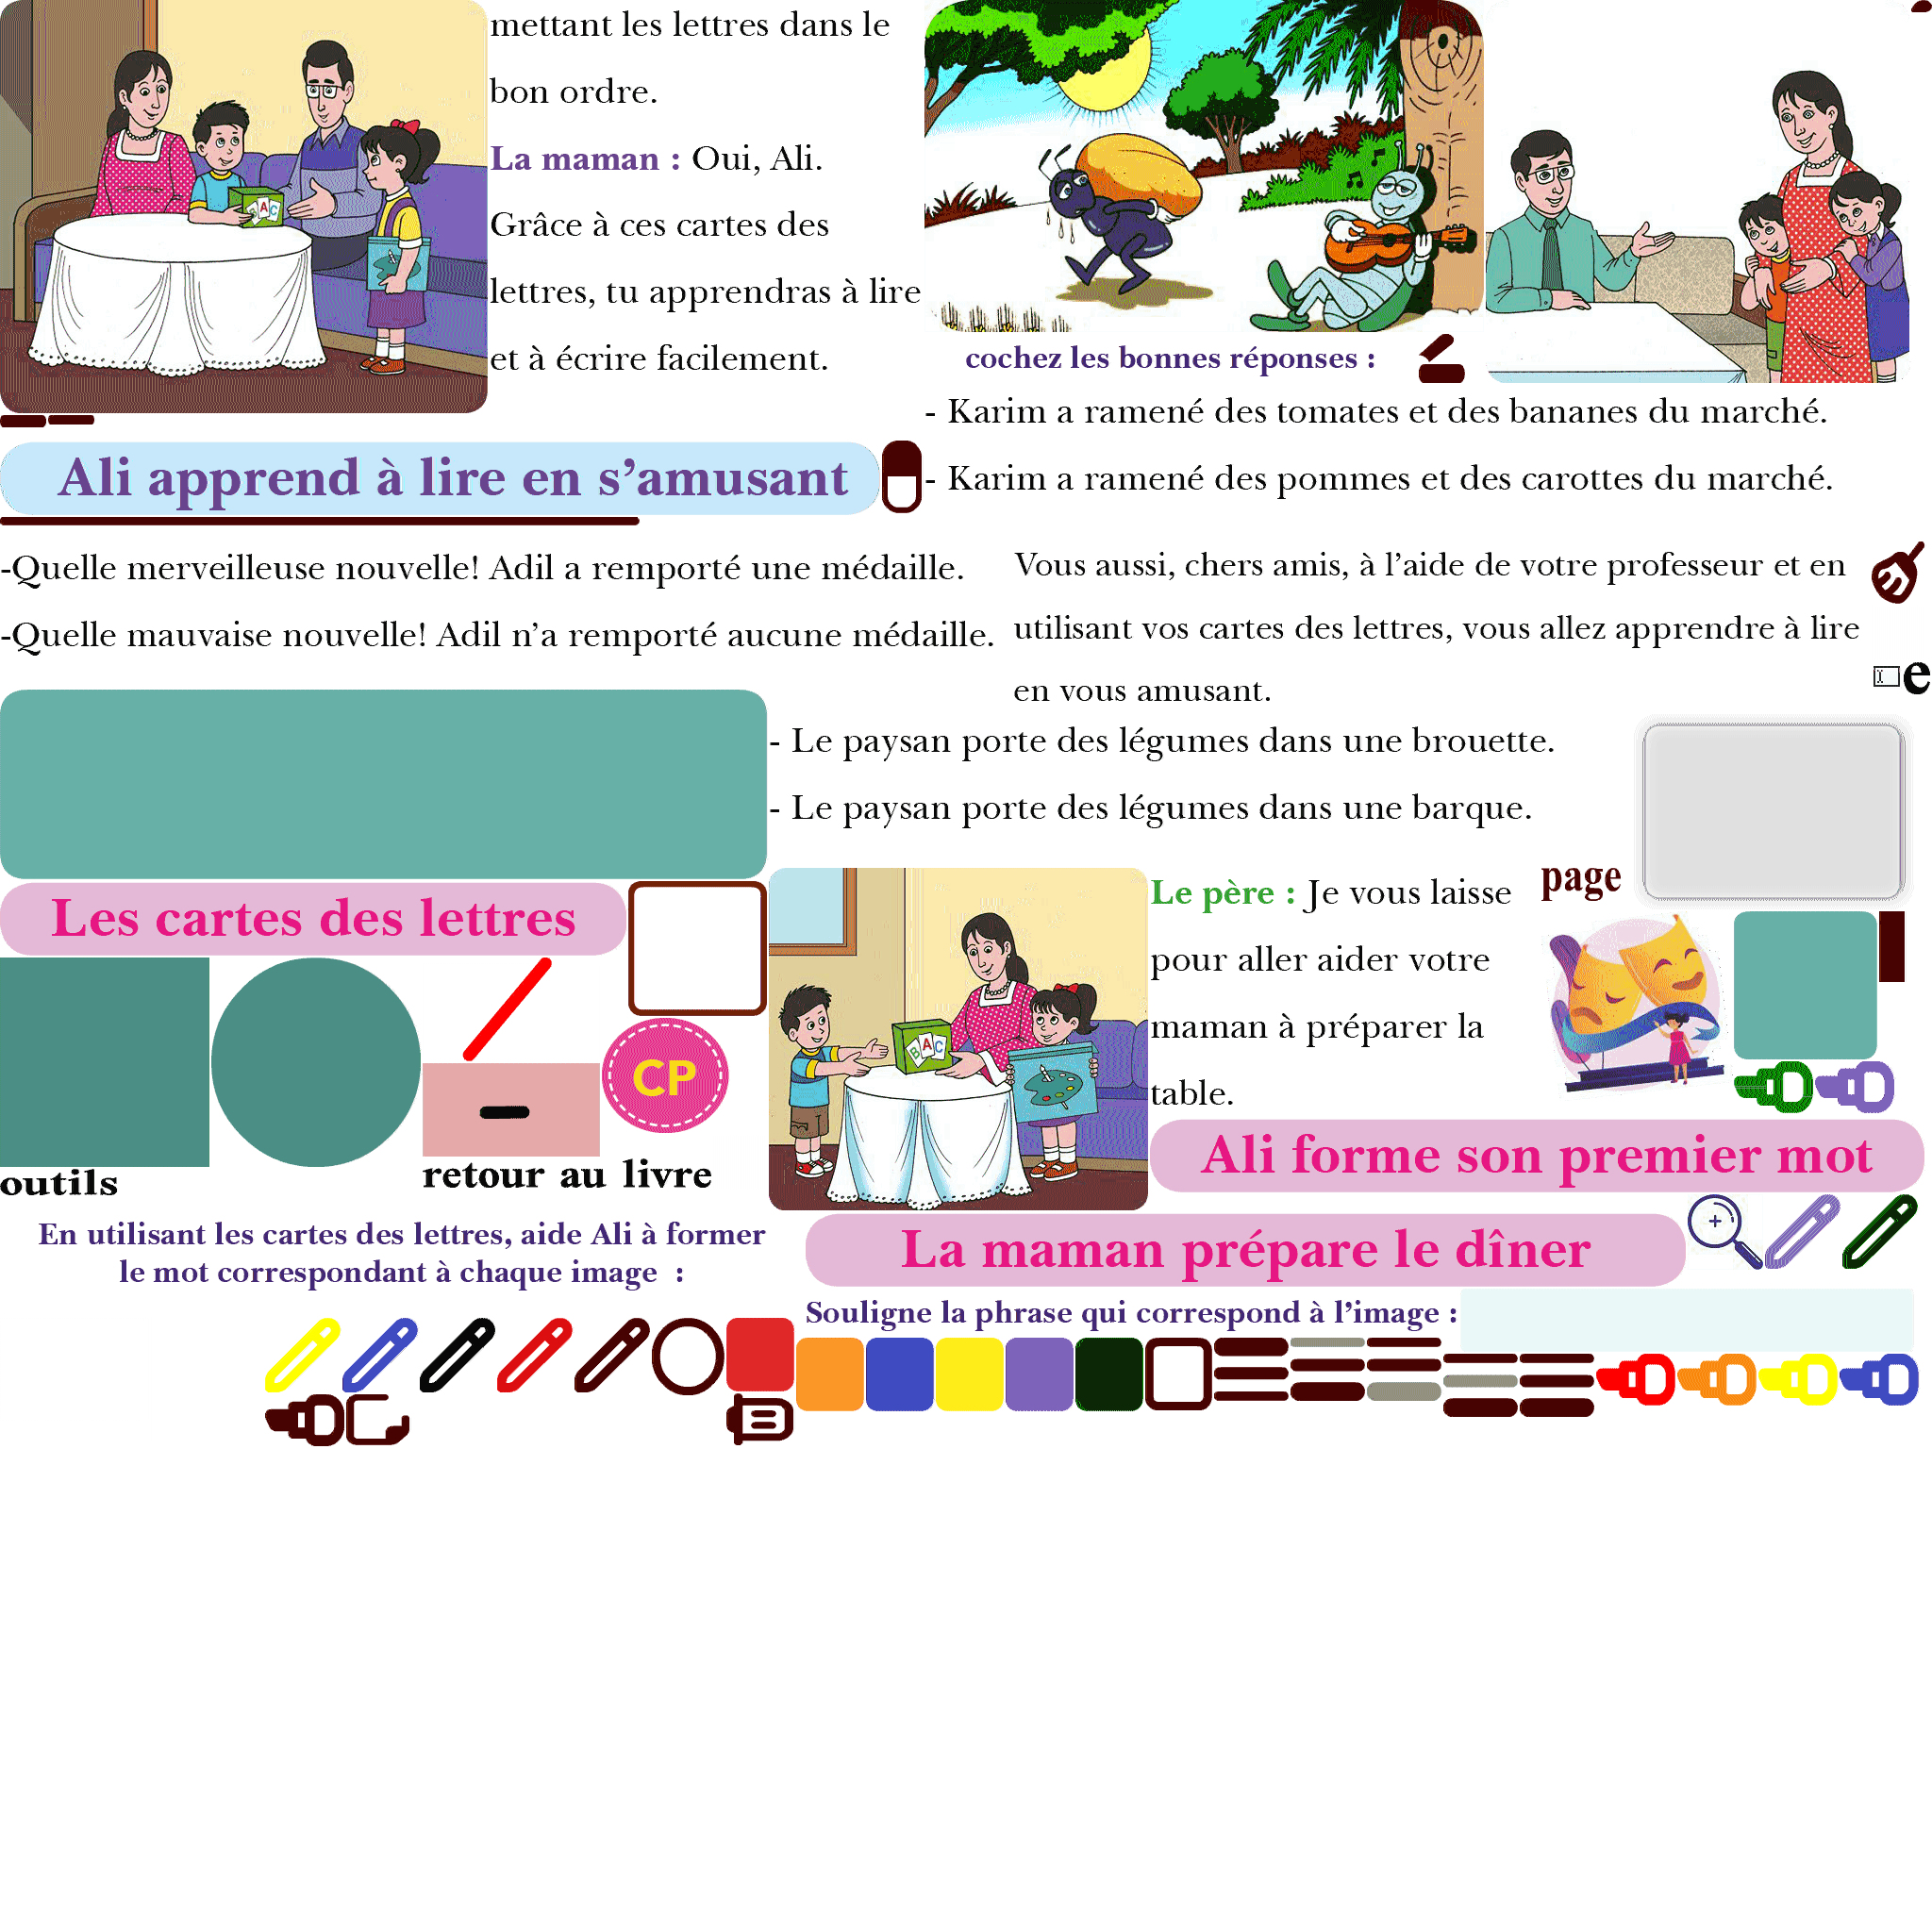 mettant les lettres dans le
bon ordre.
La maman : Oui, Ali.
Grâce à ces cartes des
lettres, tu apprendras à lire
et à écrire facilement.
cochez les bonnes réponses :
- Karim a ramené des tomates et des bananes du marché.
- Karim a ramené des pommes et des carottes du marché.
Ali apprend à lire en s’amusant
-Quelle merveilleuse nouvelle! Adil a remporté une médaille.
-Quelle mauvaise nouvelle! Adil n’a remporté aucune médaille.
Vous aussi, chers amis, à l’aide de votre professeur et en
utilisant vos cartes des lettres, vous allez apprendre à lire
en vous amusant.
e
- Le paysan porte des légumes dans une brouette.
- Le paysan porte des légumes dans une barque.
Les cartes des lettres
CP
outils
retour au livre
BAC
Le père : Je vous laisse
pour aller aider votre
maman à préparer la
table.
page
Ali forme son premier mot
En utilisant les cartes des lettres, aide Ali à former
le mot correspondant à chaque image :
La maman prépare le dîner
Souligne la phrase qui correspond à l’image :